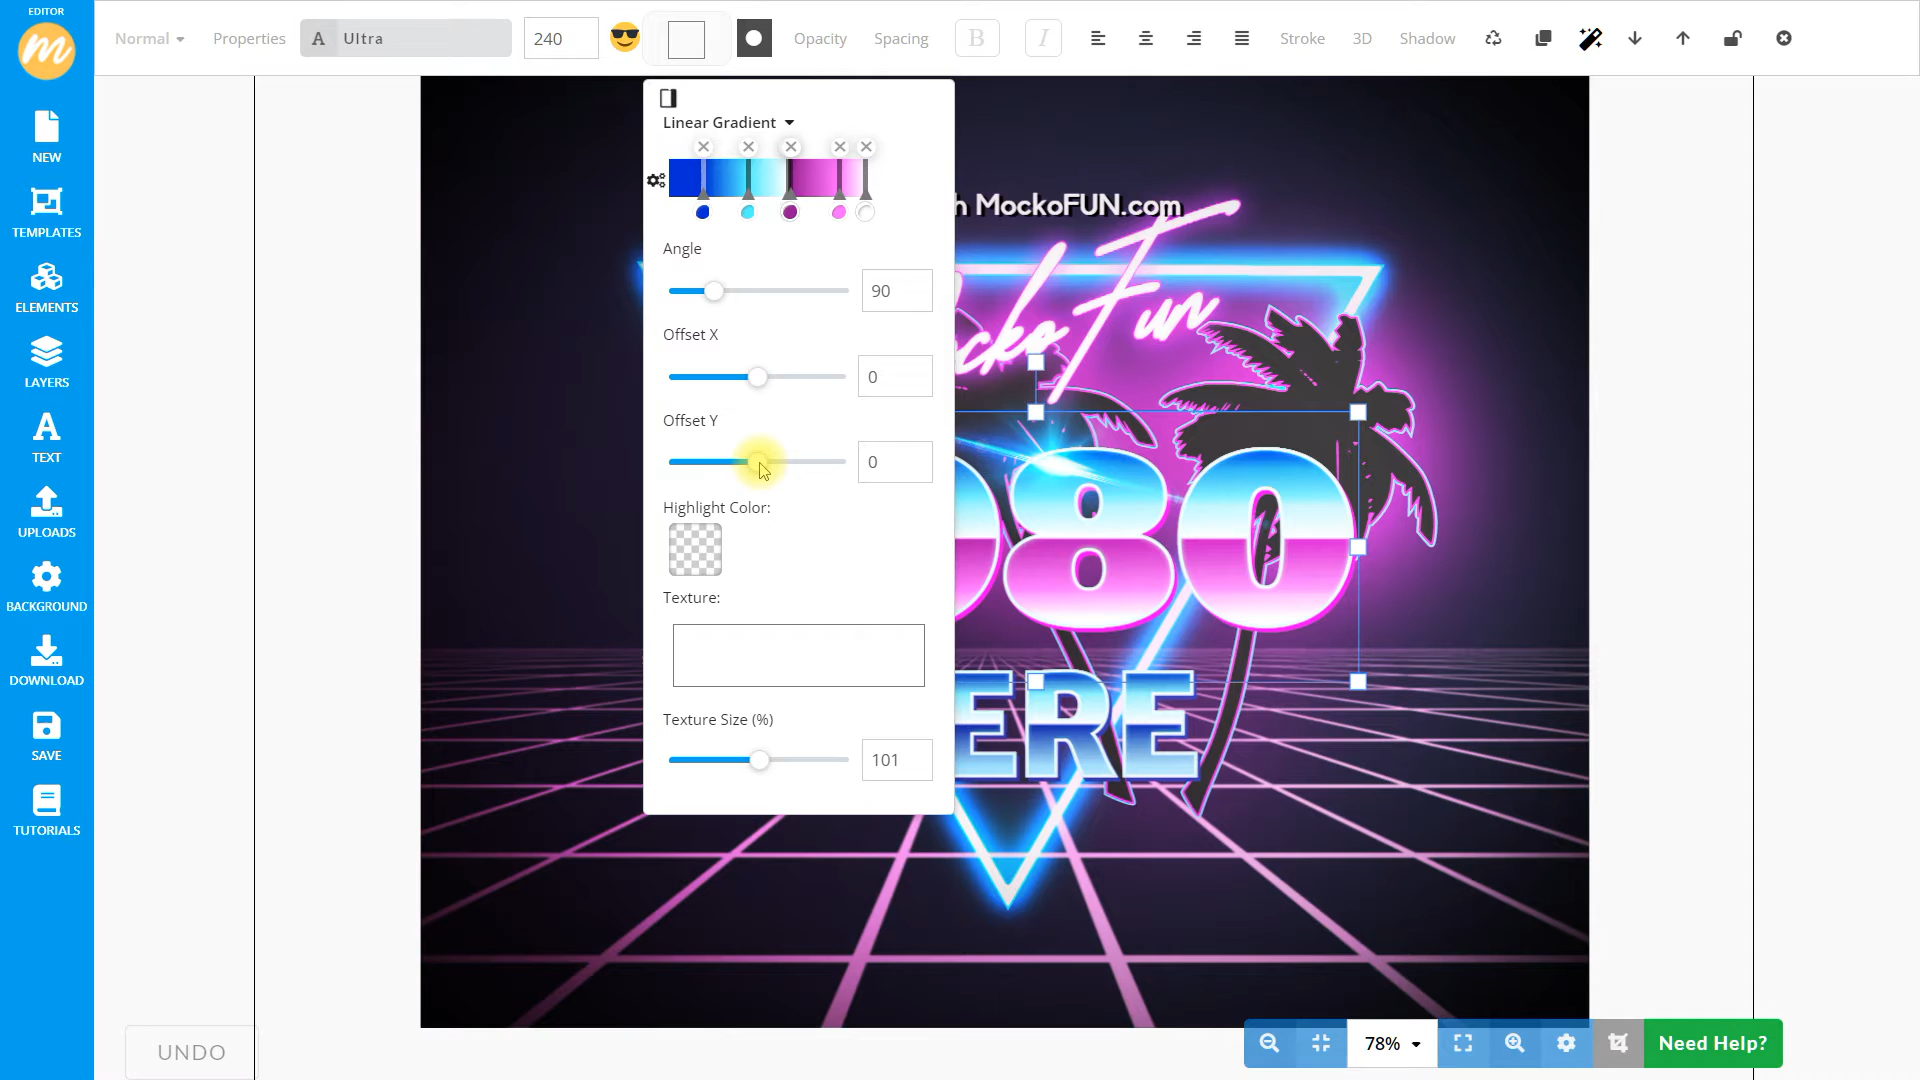 EDITOR
m
Normal
Properties
A Ultra
240
Opacity
Spacing
B
I
Stroke
3D
Shadow
NEW
TEMPLATES
ELEMENTS
LAYERS
A
TEXT
UPLOADS
BACKGROUND
DOWNLOAD
SAVE
TUTORIALS
Linear Gradient
Angle
90
Offset X
0
Offset Y
0
Highlight Color:
Texture:
Texture Size (%)
101
h MockoFUN.com
ockoFun
80
ERE
UNDO
78%
Need Help?